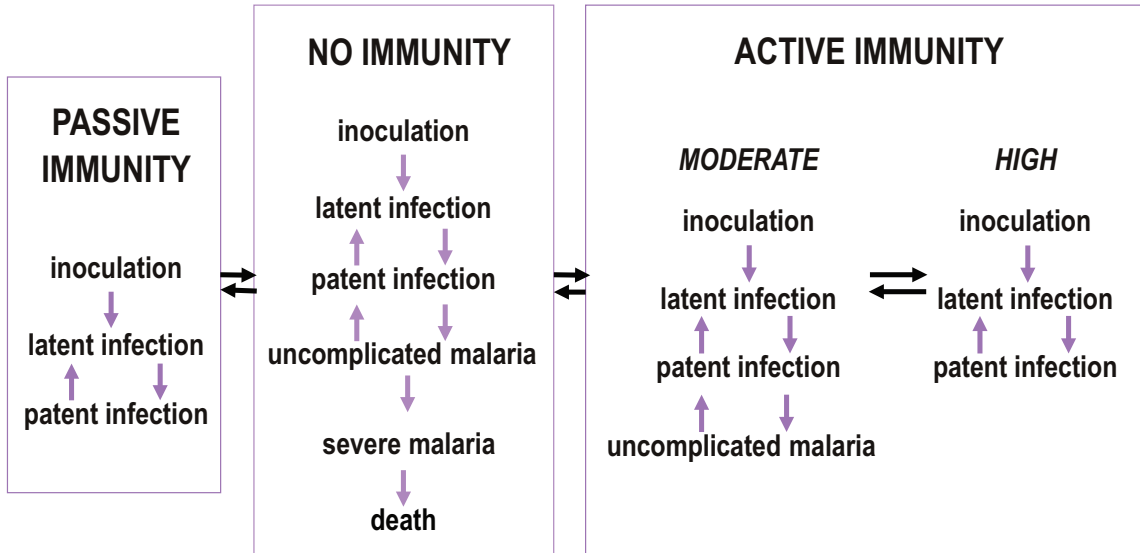 PASSIVE
IMMUNITY
inoculation
latent infection
patent infection
NO IMMUNITY
inoculation
latent infection
patent infection
uncomplicated malaria
severe malaria
death
ACTIVE IMMUNITY
MODERATE
inoculation
latent infection
patent infection
uncomplicated malaria
HIGH
inoculation
latent infection
patent infection